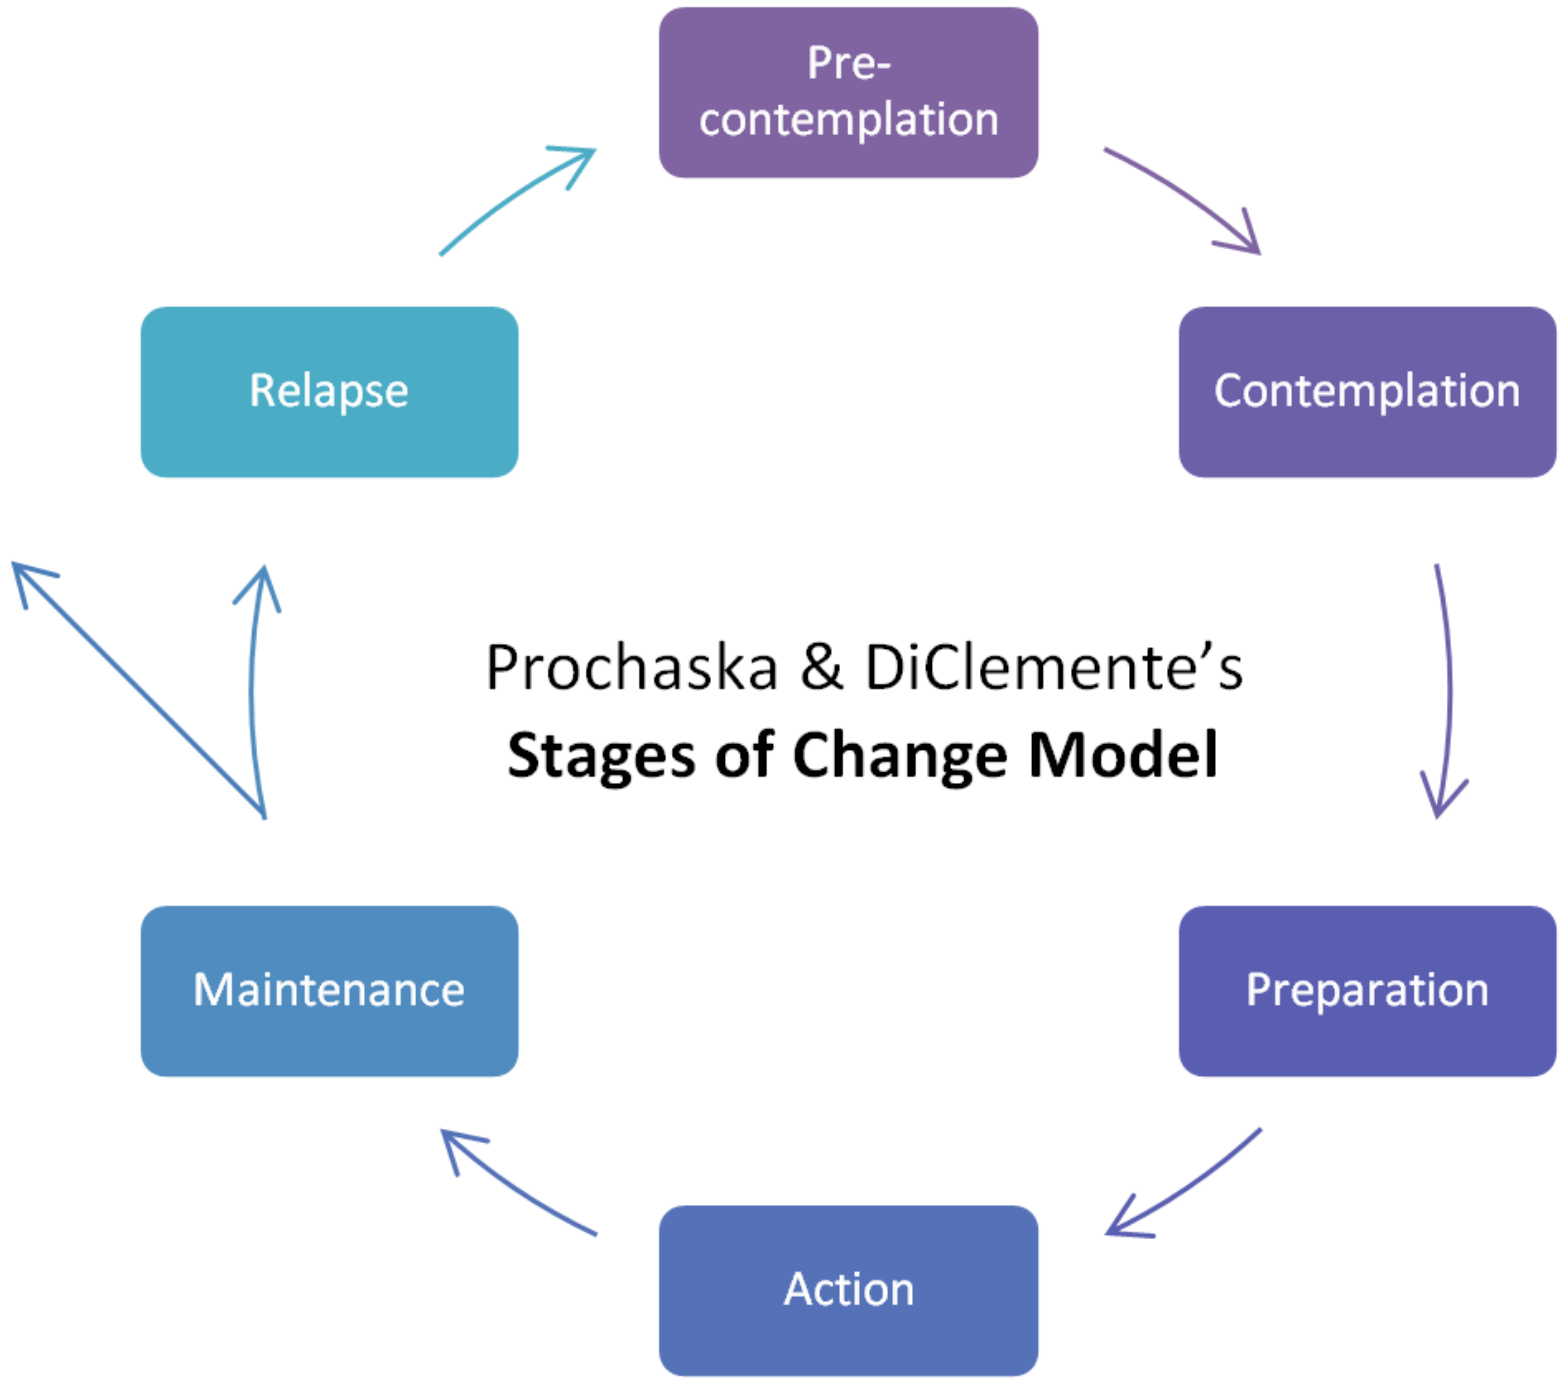 Pre-
contemplation
Contemplation
Preparation
Action
Maintenance
Relapse
Prochaska & DiClemente’s
Stages of Change Model